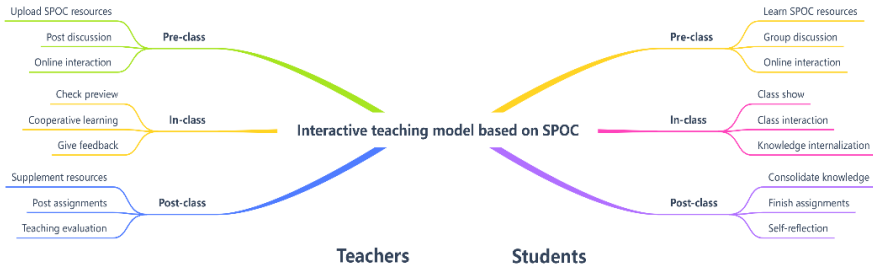 Upload SPOC resources
Post discussion
Online interaction
Pre-class
Check preview
Cooperative learning
Give feedback
In-class
Supplement resources
Post assignments
Teaching evaluation
Post-class
Interactive teaching model based on SPOC
Pre-class
Learn SPOC resources
Group discussion
Online interaction
In-class
Class show
Class interaction
Knowledge internalization
Post-class
Consolidate knowledge
Finish assignments
Self-reflection
Teachers
Students